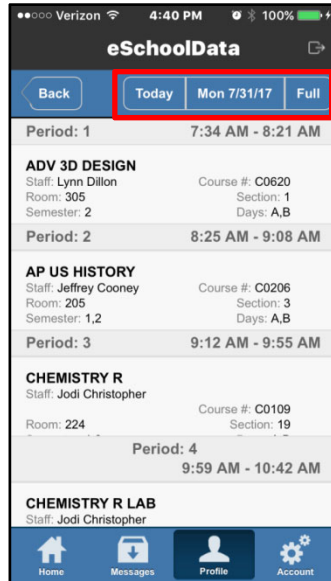 Verizon 4:40 PM 100%
eSchoolData
Back Today Mon 7/31/17 Full
Period: 1 7:34 AM - 8:21 AM
ADV 3D DESIGN
Staff: Lynn Dillon Course #: C0620
Room: 305 Section: 1
Semester: 2 Days: A,B
Period: 2 8:25 AM - 9:08 AM
AP US HISTORY
Staff: Jeffrey Cooney Course #: C0206
Room: 205 Section: 3
Semester: 1,2 Days: A,B
Period: 3 9:12 AM - 9:55 AM
CHEMISTRY R
Staff: Jodi Christopher
Course #: C0109
Room: 224 Section: 19
Period: 4
9:59 AM - 10:42 AM
CHEMISTRY R LAB
Staff: Jodi Christopher
Home Messages Profile Account